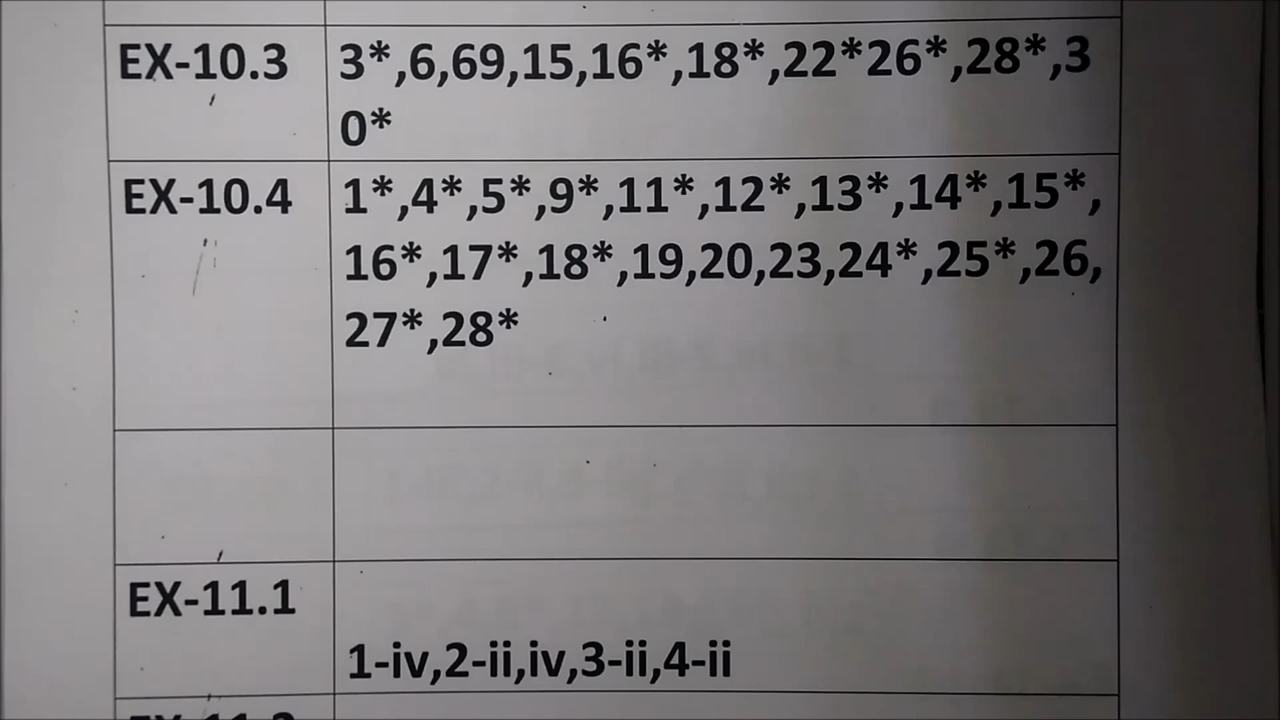 EX-10.3 3*,6,69,15,16*,18*,22*26*,28*,3
0*
EX-10.4 1*,4*,5*,9*,11*,12*,13*,14*,15*,
16*,17*,18*,19,20,23,24*,25*,26,
27*,28*
EX-11.1
1-iv,2-ii,iv,3-ii,4-ii